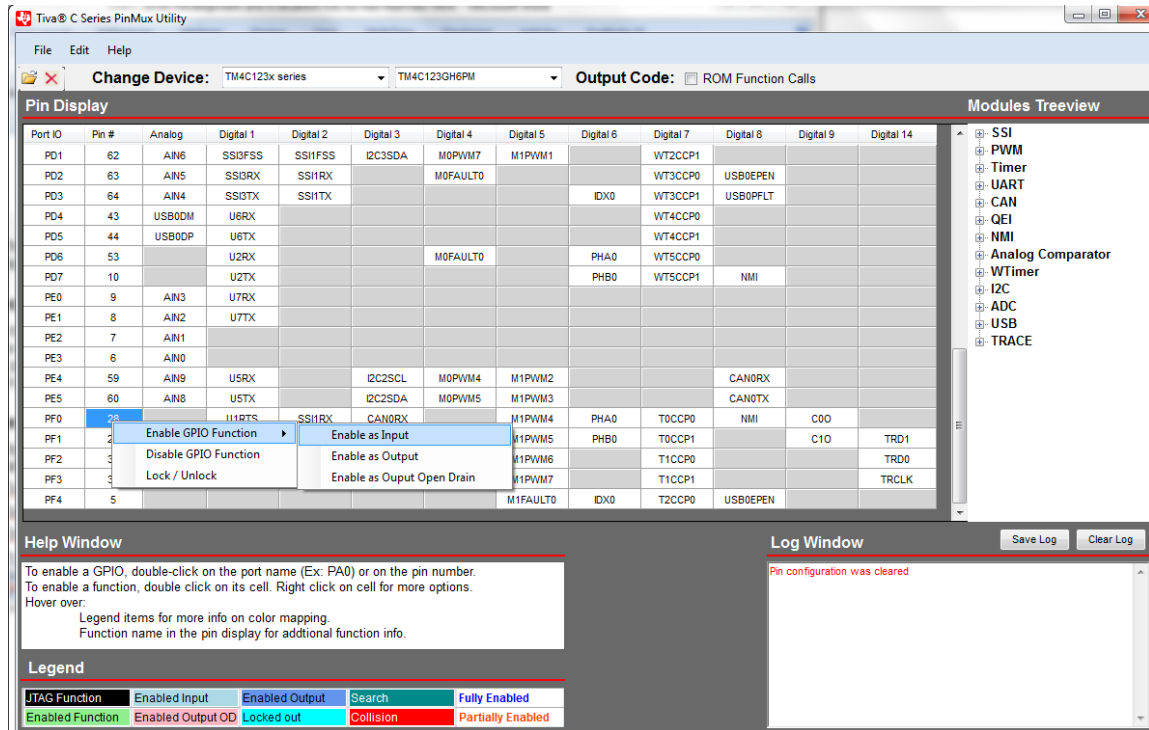 Tiva® C Series PinMux Utility
File Edit Help
Change Device: TM4C123x series TM4C123GH6PM Output Code: ROM Function Calls
Pin Display
Modules Treeview
Port IO Pin # Analog Digital 1 Digital 2 Digital 3 Digital 4 Digital 5 Digital 6 Digital 7 Digital 8 Digital 9 Digital 14
PD1 62 AIN6 SSI3FSS SSI1FSS I2C3SDA M0PWM7 M1PWM1 WT2CCP1
PD2 63 AIN5 SSI3RX SSI1RX M0FAULT0 WT3CCP0 USB0EPEN
PD3 64 AIN4 SSI3TX SSI1TX IDX0 WT3CCP1 USB0PFLT
PD4 43 USB0DM U6RX WT4CCP0
PD5 44 USB0DP U6TX WT4CCP1
PD6 53 U2RX M0FAULT0 PHA0 WT5CCP0
PD7 10 U2TX PHB0 WT5CCP1 NMI
PE0 9 AIN3 U7RX
PE1 8 AIN2 U7TX
PE2 7 AIN1
PE3 6 AIN0
PE4 59 AIN9 U5RX I2C2SCL M0PWM4 M1PWM2 CAN0RX
PE5 60 AIN8 U5TX I2C2SDA M0PWM5 M1PWM3 CAN0TX
PF0 28 U1RTS SSI1RX CAN0RX M1PWM4 PHA0 T0CCP0 NMI C0O
PF1 M1PWM5 PHB0 T0CCP1 C1O TRD1
PF2 M1PWM6 T1CCP0 TRD0
PF3 M1PWM7 T1CCP1 TRCLK
PF4 5 M1FAULT0 IDX0 T2CCP0 USB0EPEN
Enable GPIO Function
Disable GPIO Function
Lock / Unlock
Enable as Input
Enable as Output
Enable as Ouput Open Drain
SSI
PWM
Timer
UART
CAN
QEI
NMI
Analog Comparator
WTimer
I2C
ADC
USB
TRACE
Help Window
To enable a GPIO, double-click on the port name (Ex: PA0) or on the pin number.
To enable a function, double click on its cell. Right click on cell for more options.
Hover over:
Legend items for more info on color mapping.
Function name in the pin display for addtional function info.
Log Window
Save Log Clear Log
Pin configuration was cleared
Legend
JTAG Function Enabled Input Enabled Output Search Fully Enabled
Enabled Function Enabled Output OD Locked out Collision Partially Enabled